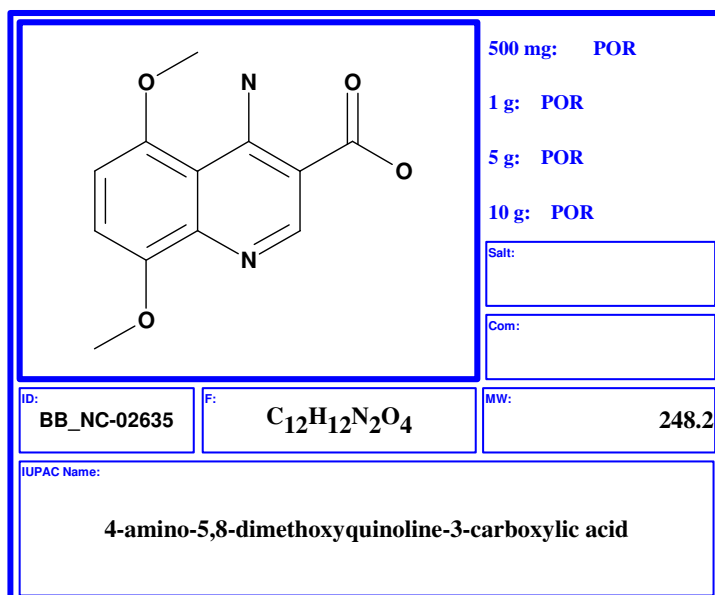 500 mg: POR
1 g: POR
5 g: POR
10 g: POR
O N O
O
N
O
Salt:
Com:
ID: BB_NC-02635
F: C12H12N2O4
MW: 248.2
IUPAC Name:
4-amino-5,8-dimethoxyquinoline-3-carboxylic acid